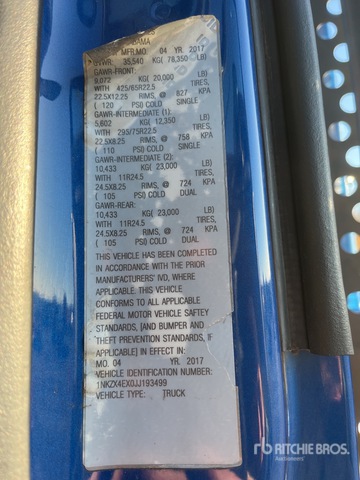 ABAMA
MFR.MO. 04 YR. 2017
GVWR: 35,540 KG( 78,350 LB)
GAWR-FRONT:
9,072 KG( 20,000 LB)
WITH 425/65R22.5 TIRES,
22.5X12.25 RIMS, @ 827 KPA
( 120 PSI) COLD SINGLE
GAWR-INTERMEDIATE (1):
5,602 KG( 12,350 LB)
WITH 295/75R22.5 TIRES,
22.5X8.25 RIMS, @ 758 KPA
( 110 PSI) COLD SINGLE
GAWR-INTERMEDIATE (2):
10,433 KG( 23,000 LB)
WITH 11R24.5 TIRES,
24.5X8.25 RIMS, @ 724 KPA
( 105 PSI) COLD DUAL
GAWR-REAR:
10,433 KG( 23,000 LB)
WITH 11R24.5 TIRES,
24.5X8.25 RIMS, @ 724 KPA
( 105 PSI) COLD DUAL
THIS VEHICLE HAS BEEN COMPLETED
IN ACCORDANCE WITH THE PRIOR
MANUFACTURERS' IVD, WHERE
APPLICABLE. THIS VEHICLE
CONFORMS TO ALL APPLICABLE
FEDERAL MOTOR VEHICLE SAFTEY
STANDARDS, [AND BUMPER AND
THEFT PREVENTION STANDARDS, IF
APPLICABLE] IN EFFECT IN:
MO. 04 YR. 2017
VEHICLE IDENTIFICATION NUMBER:
1NKZX4EX0JJ193499
VEHICLE TYPE: TRUCK
RITCHIE BROS.
Auctioneers